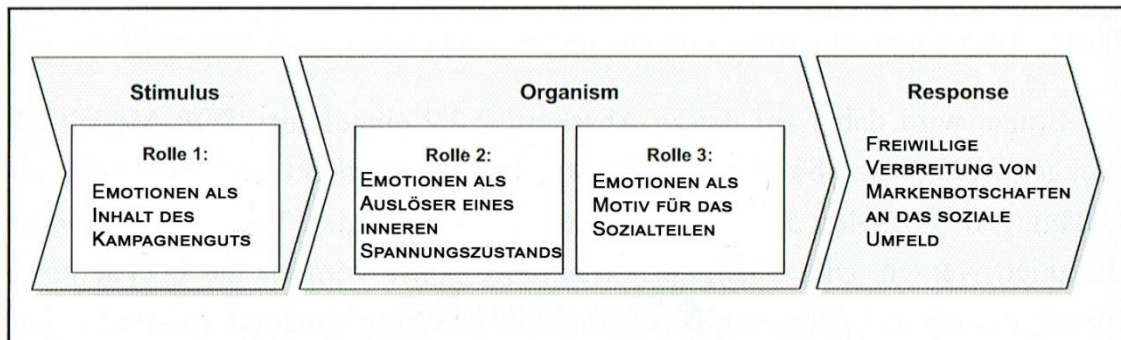 Stimulus
Rolle 1:
EMOTIONEN ALS
INHALT DES
KAMPAGNENGUTS
Organism
Rolle 2:
EMOTIONEN ALS
AUSLÖSER EINES
INNEREN
SPANNUNGSZUSTANDS
Rolle 3:
EMOTIONEN ALS
MOTIV FÜR DAS
SOZIALTEILEN
Response
FREIWILLIGE
VERBREITUNG VON
MARKENBOTSCHAFTEN
AN DAS SOZIALE
UMFELD